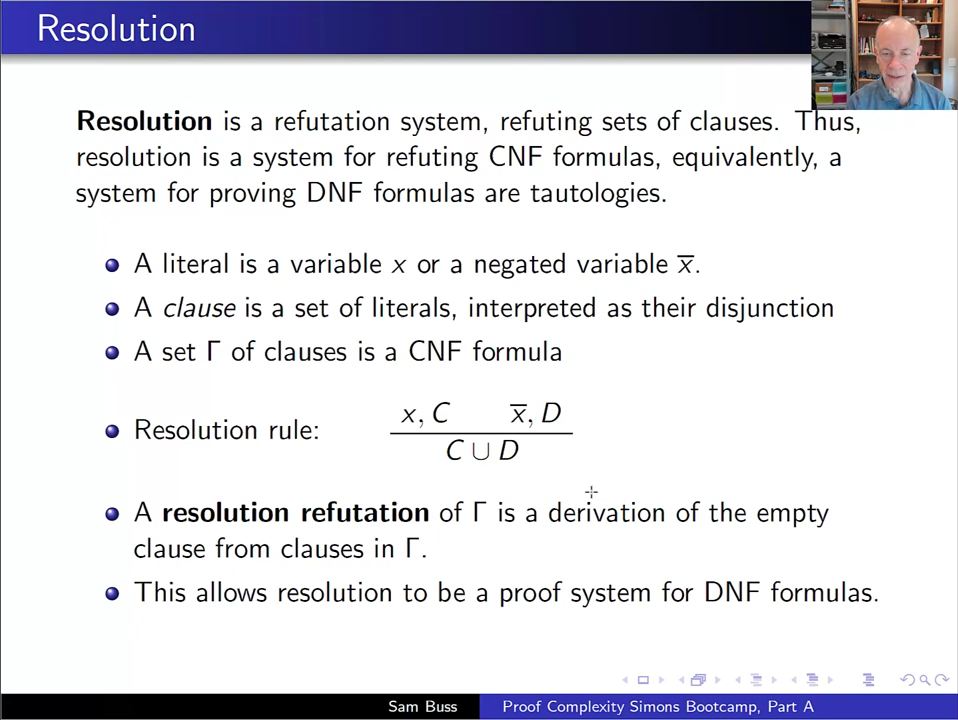 Resolution
Resolution is a refutation system, refuting sets of clauses. Thus,
resolution is a system for refuting CNF formulas, equivalently, a
system for proving DNF formulas are tautologies.
A literal is a variable x or a negated variable x̅.
A clause is a set of literals, interpreted as their disjunction
A set Γ of clauses is a CNF formula
Resolution rule:
x, C x̅, D
C ∪ D
A resolution refutation of Γ is a derivation of the empty
clause from clauses in Γ.
This allows resolution to be a proof system for DNF formulas.
Sam Buss Proof Complexity Simons Bootcamp, Part A